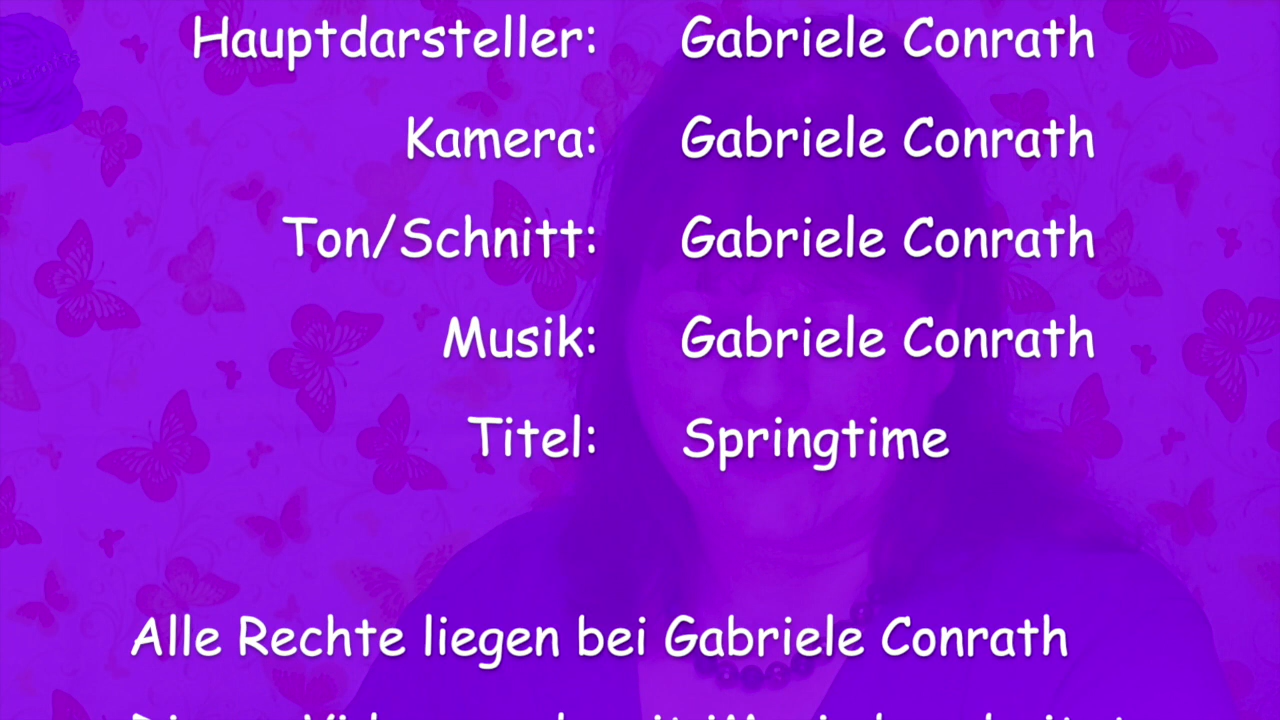 Hauptdarsteller: Gabriele Conrath
Kamera: Gabriele Conrath
Ton/Schnitt: Gabriele Conrath
Musik: Gabriele Conrath
Titel: Springtime
Alle Rechte liegen bei Gabriele Conrath